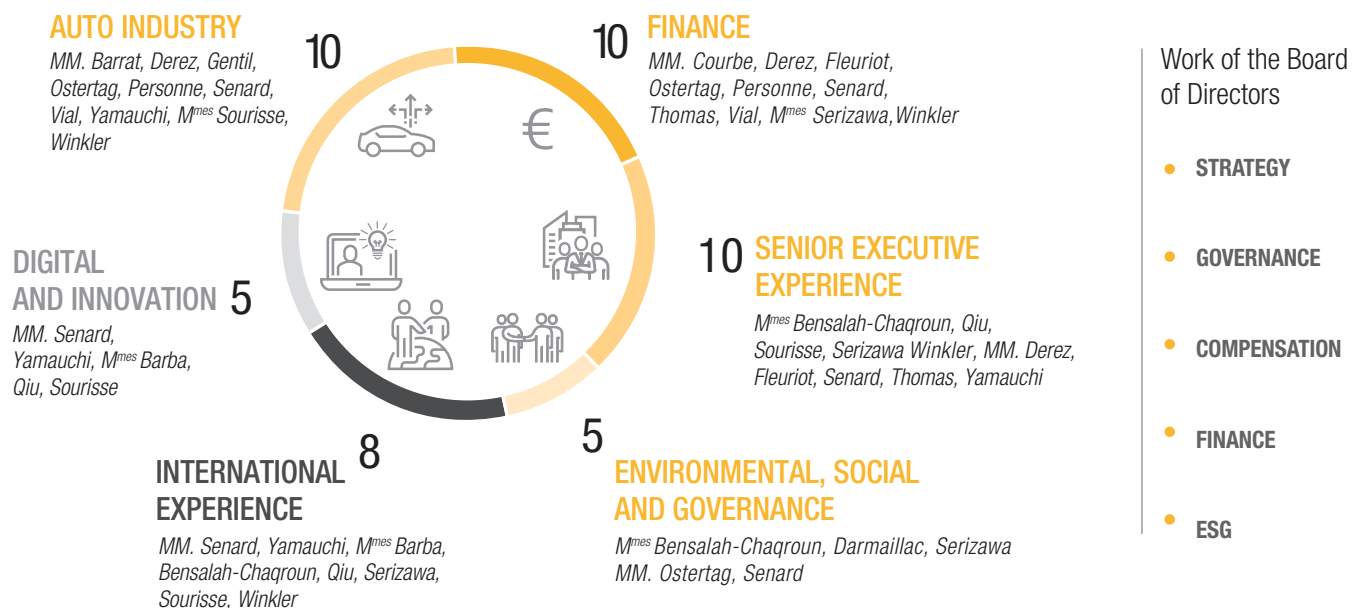 AUTO INDUSTRY
10
MM. Barrat, Derez, Gentil,
Ostertag, Personne, Senard,
Vial, Yamauchi, Mmes Sourisse,
Winkler
10
FINANCE
MM. Courbe, Derez, Fleuriot,
Ostertag, Personne, Senard,
Thomas, Vial, Mmes Serizawa,Winkler
€
10
SENIOR EXECUTIVE
EXPERIENCE
Mmes Bensalah-Chaqroun, Qiu,
Sourisse, Serizawa Winkler, MM. Derez,
Fleuriot, Senard, Thomas, Yamauchi
DIGITAL
AND INNOVATION
5
MM. Senard,
Yamauchi, Mmes Barba,
Qiu, Sourisse
8
INTERNATIONAL
EXPERIENCE
MM. Senard, Yamauchi, Mmes Barba,
Bensalah-Chaqroun, Qiu, Serizawa,
Sourisse, Winkler
5
ENVIRONMENTAL, SOCIAL
AND GOVERNANCE
Mmes Bensalah-Chaqroun, Darmaillac, Serizawa
MM. Ostertag, Senard
Work of the Board
of Directors
• STRATEGY
• GOVERNANCE
• COMPENSATION
• FINANCE
• ESG